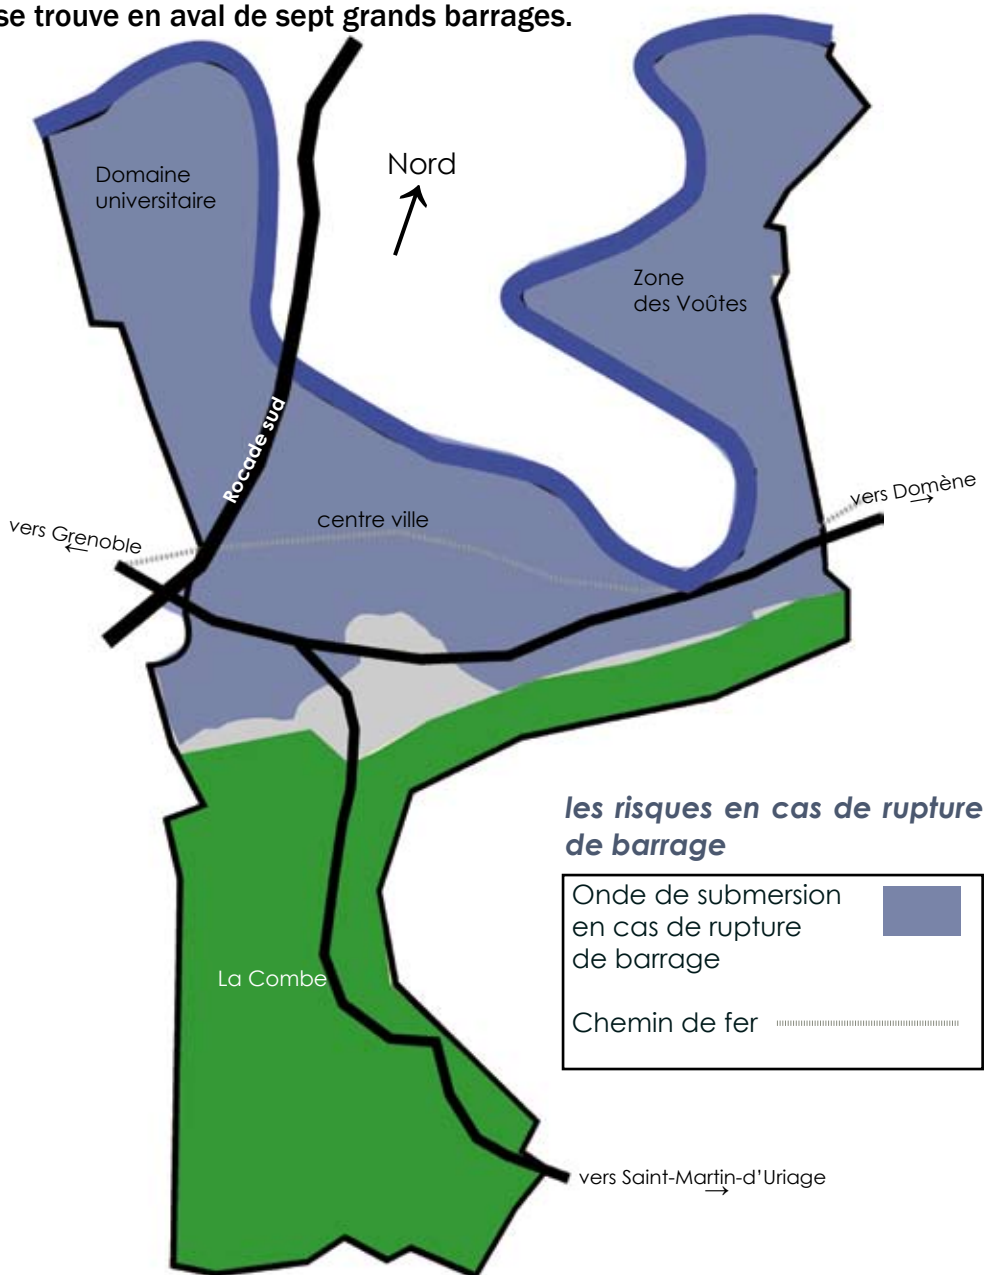 se trouve en aval de sept grands barrages.
Nord
Domaine
universitaire
Zone
des Voûtes
Rocade sud
vers Domène
→
centre ville
vers Grenoble
←
les risques en cas de rupture
de barrage
Onde de submersion
en cas de rupture
de barrage
Chemin de fer
La Combe
vers Saint-Martin-d'Uriage
→